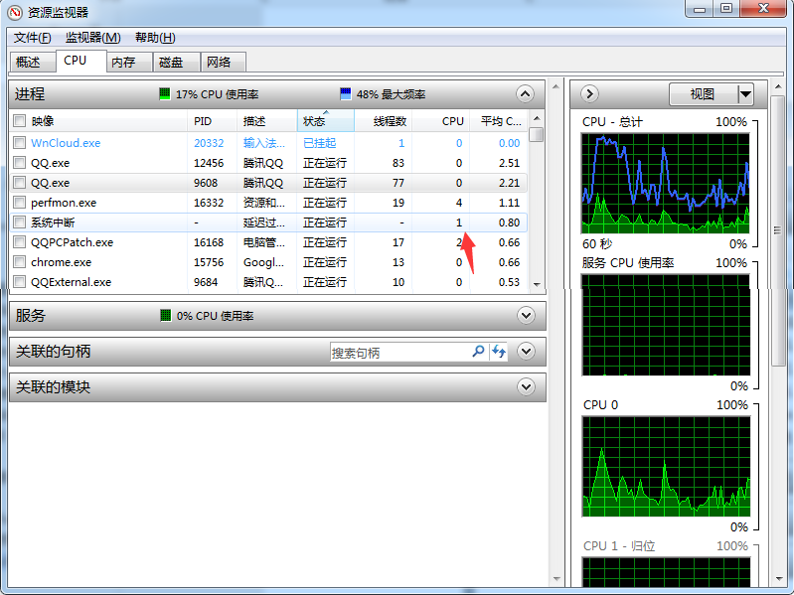 资源监视器
文件(F) 监视器(M) 帮助(H)
概述 CPU 内存 磁盘 网络
进程 17% CPU 使用率 48% 最大频率
映像 PID 描述 状态 线程数 CPU 平均 C...
WnCloud.exe 20332 输入法... 已挂起 1 0 0.00
QQ.exe 12456 腾讯QQ 正在运行 83 0 2.51
QQ.exe 9608 腾讯QQ 正在运行 77 0 2.21
perfmon.exe 16332 资源和... 正在运行 19 4 1.11
系统中断 - 延迟过... 正在运行 - 1 0.80
QQPCPatch.exe 16168 电脑管... 正在运行 17 2 0.66
chrome.exe 15756 Googl... 正在运行 13 0 0.66
QQExternal.exe 9684 腾讯Q... 正在运行 10 0 0.53
服务 0% CPU 使用率
关联的句柄 搜索句柄
关联的模块
视图
CPU - 总计 100%
60 秒 0%
服务 CPU 使用率 100%
0%
CPU 0 100%
0%
CPU 1 - 归位 100%